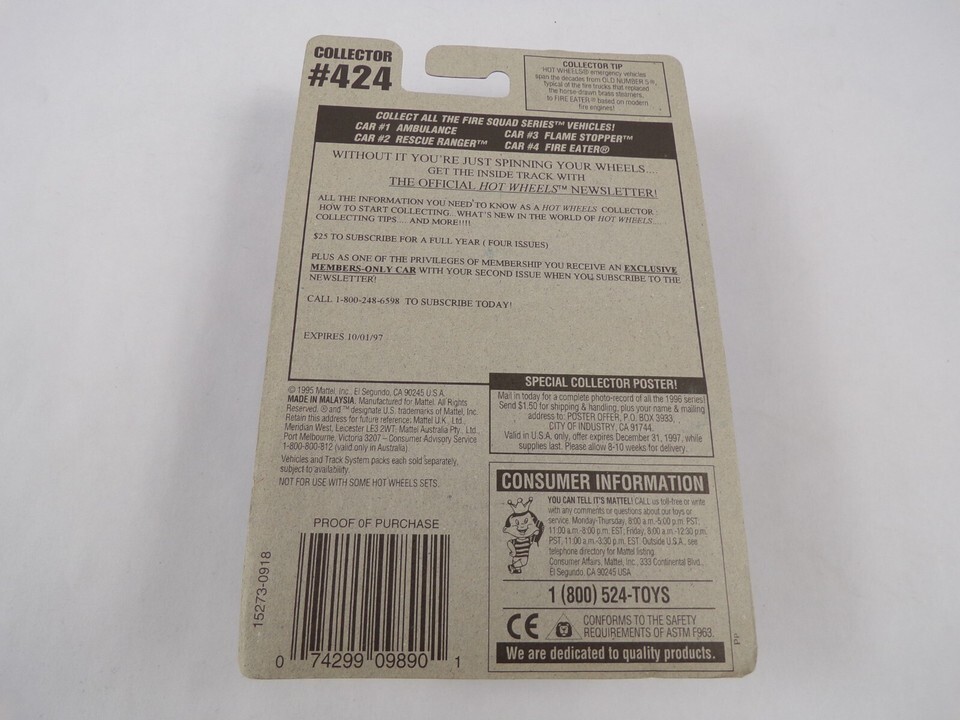 COLLECTOR
#424
COLLECTOR TIP
HOT WHEELS® emergency vehicles
span the decades from OLD NUMBER 5®,
typical of the fire trucks that replaced
the horse-drawn brass steamers,
to FIRE EATER® based on modern
fire engines!
COLLECT ALL THE FIRE SQUAD SERIES™ VEHICLES!
CAR #1 AMBULANCE CAR #3 FLAME STOPPER™
CAR #2 RESCUE RANGER™ CAR #4 FIRE EATER®
WITHOUT IT YOU'RE JUST SPINNING YOUR WHEELS....
GET THE INSIDE TRACK WITH
THE OFFICIAL HOT WHEELS™ NEWSLETTER!
ALL THE INFORMATION YOU NEED TO KNOW AS A HOT WHEELS COLLECTOR
HOW TO START COLLECTING...WHAT'S NEW IN THE WORLD OF HOT WHEELS....
COLLECTING TIPS.... AND MORE!!!!
$25 TO SUBSCRIBE FOR A FULL YEAR ( FOUR ISSUES)
PLUS AS ONE OF THE PRIVILEGES OF MEMBERSHIP YOU RECEIVE AN EXCLUSIVE
MEMBERS-ONLY CAR WITH YOUR SECOND ISSUE WHEN YOU SUBSCRIBE TO THE
NEWSLETTER!
CALL 1-800-248-6598 TO SUBSCRIBE TODAY!
EXPIRES 10/01/97
© 1995 Mattel, Inc., El Segundo, CA 90245 U.S.A.
MADE IN MALAYSIA. Manufactured for Mattel. All Rights
Reserved. ® and ™ designate U.S. trademarks of Mattel, Inc.
Retain this address for future reference: Mattel U.K. Ltd.,
Meridian West, Leicester LE3 2WT. Mattel Australia Pty., Ltd.,
Port Melbourne, Victoria 3207 – Consumer Advisory Service
1-800-800-812 (valid only in Australia).
Vehicles and Track System packs each sold separately,
subject to availability.
NOT FOR USE WITH SOME HOT WHEELS SETS.
SPECIAL COLLECTOR POSTER!
Mail in today for a complete photo-record of all the 1996 series!
Send $1.50 for shipping & handling, plus your name & mailing
address to: POSTER OFFER, P.O. BOX 3933,
CITY OF INDUSTRY, CA 91744.
Valid in U.S.A. only, offer expires December 31, 1997, while
supplies last. Please allow 8-10 weeks for delivery.
CONSUMER INFORMATION
YOU CAN TELL IT'S MATTEL! CALL us toll-free or write
with any comments or questions about our toys or
service. Monday-Thursday, 8:00 a.m.-5:00 p.m. PST;
11:00 a.m.-8:00 p.m. EST; Friday, 8:00 a.m.-12:30 p.m.
PST, 11:00 a.m.-3:30 p.m. EST. Outside U.S.A., see
telephone directory for Mattel listing.
Consumer Affairs, Mattel, Inc., 333 Continental Blvd.,
El Segundo, CA 90245 USA
1 (800) 524-TOYS
CE CONFORMS TO THE SAFETY
REQUIREMENTS OF ASTM F963.
We are dedicated to quality products.
PROOF OF PURCHASE
15273-0918
0 74299 09890 1